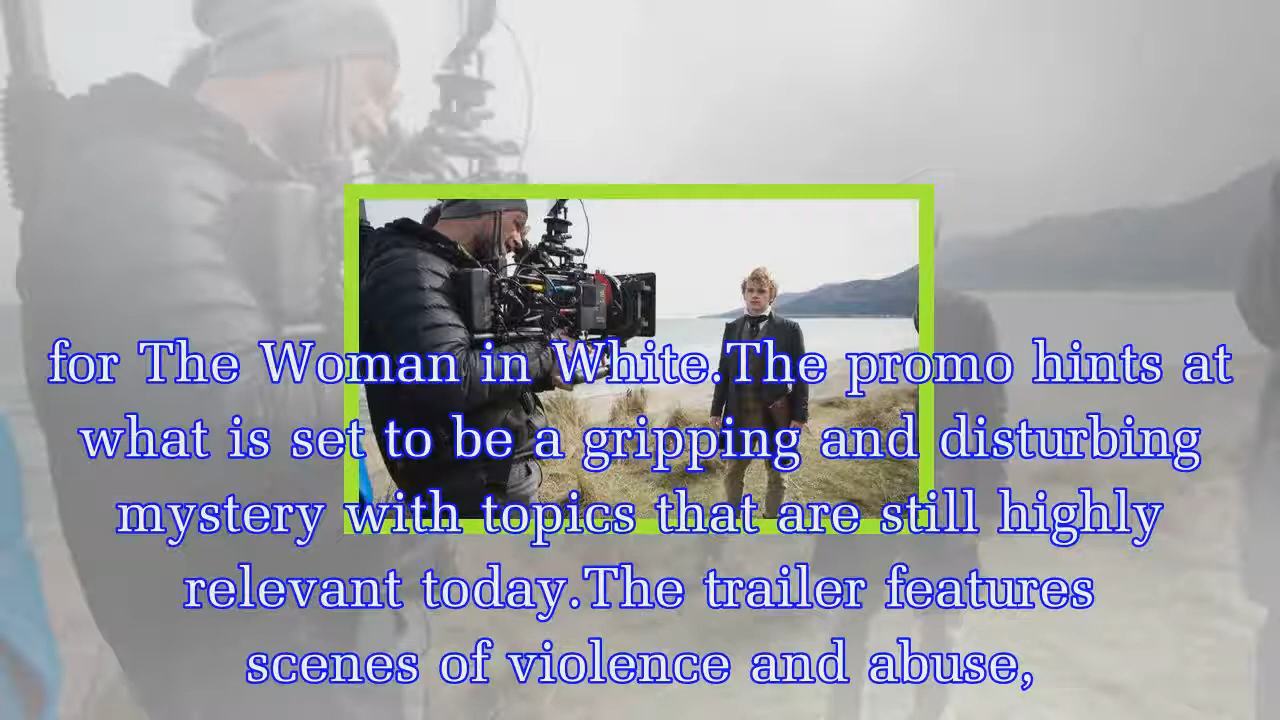 for The Woman in White.The promo hints at
what is set to be a gripping and disturbing
mystery with topics that are still highly
relevant today.The trailer features
scenes of violence and abuse,